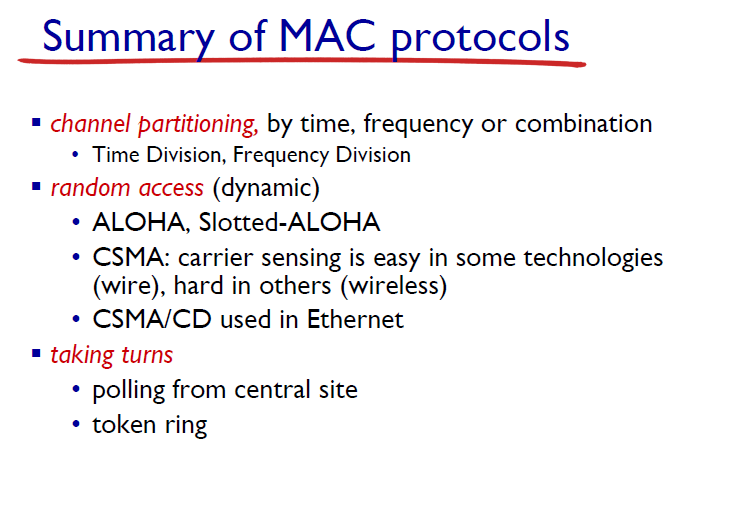 Summary of MAC protocols
▪ channel partitioning, by time, frequency or combination
• Time Division, Frequency Division
▪ random access (dynamic)
• ALOHA, Slotted-ALOHA
• CSMA: carrier sensing is easy in some technologies
(wire), hard in others (wireless)
• CSMA/CD used in Ethernet
▪ taking turns
• polling from central site
• token ring